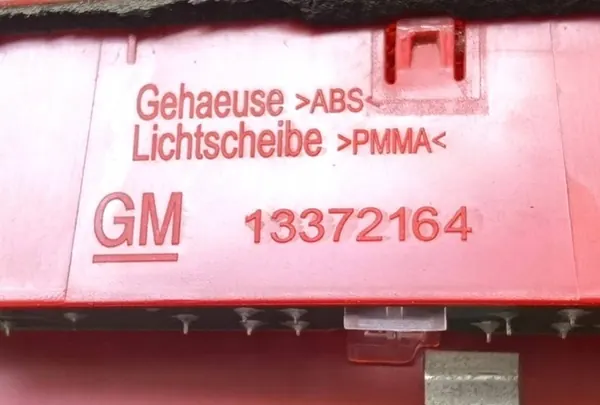 Gehaeuse >ABS<
Lichtscheibe >PMMA<
GM 13372164